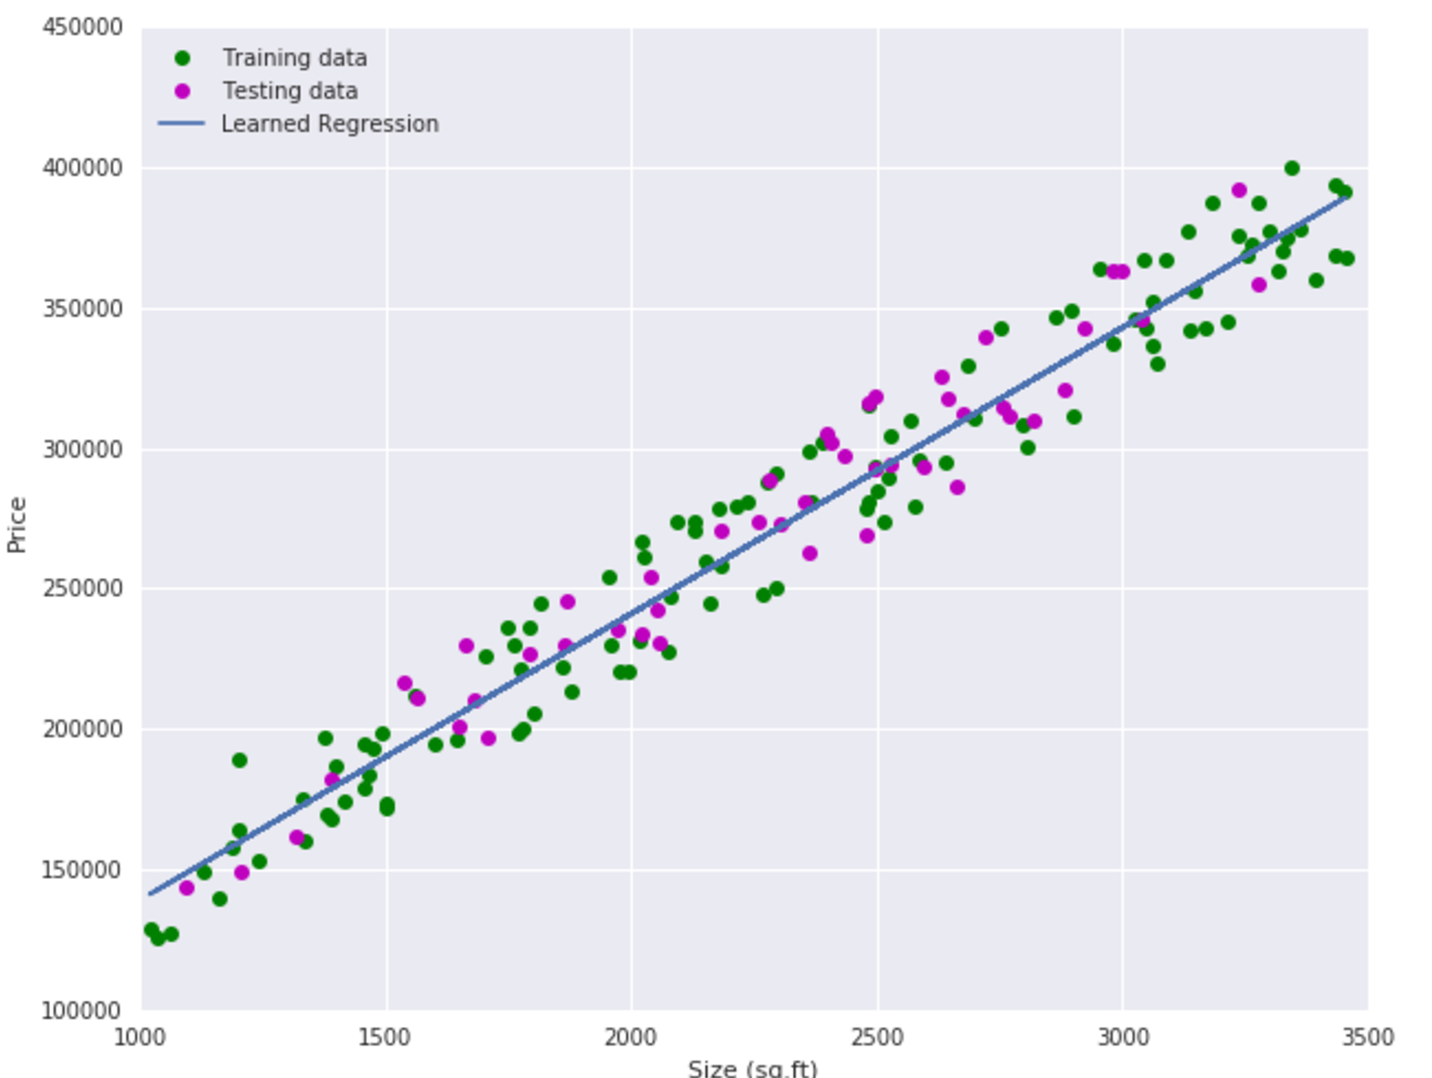 450000
Training data
Testing data
Learned Regression
400000
350000
300000
Price
250000
200000
150000
100000
1000 1500 2000 2500 3000 3500
Size (sq.ft)